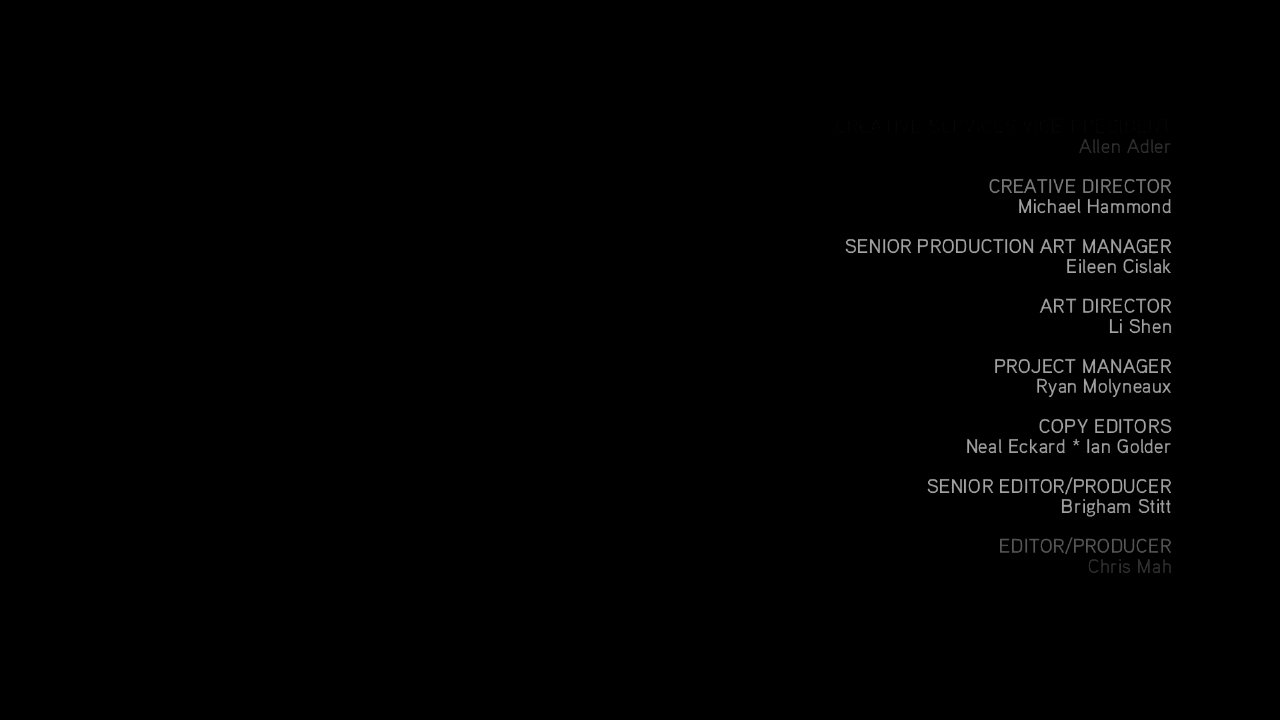 Allen Adler
CREATIVE DIRECTOR
Michael Hammond
SENIOR PRODUCTION ART MANAGER
Eileen Cislak
ART DIRECTOR
Li Shen
PROJECT MANAGER
Ryan Molyneaux
COPY EDITORS
Neal Eckard * Ian Golder
SENIOR EDITOR/PRODUCER
Brigham Stitt
EDITOR/PRODUCER
Chris Mah